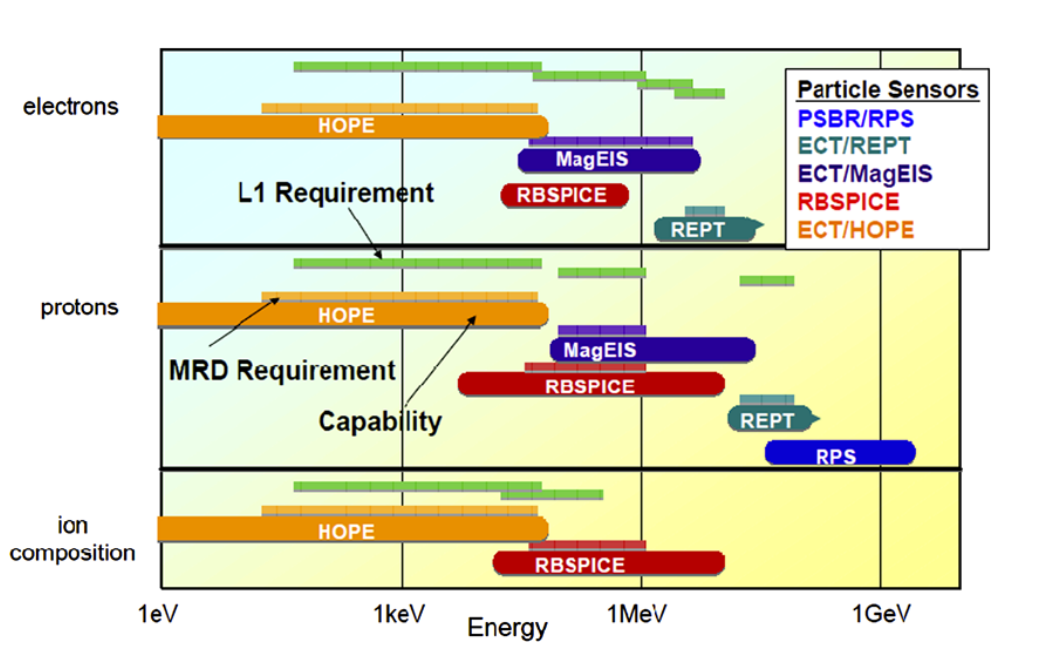 electrons
HOPE
MagEIS
RBSPICE
REPT
Particle Sensors
PSBR/RPS
ECT/REPT
ECT/MagEIS
RBSPICE
ECT/HOPE
L1 Requirement
protons
HOPE
MagEIS
RBSPICE
REPT
RPS
MRD Requirement
Capability
ion
composition
HOPE
RBSPICE
1eV
1keV
1MeV
1GeV
Energy